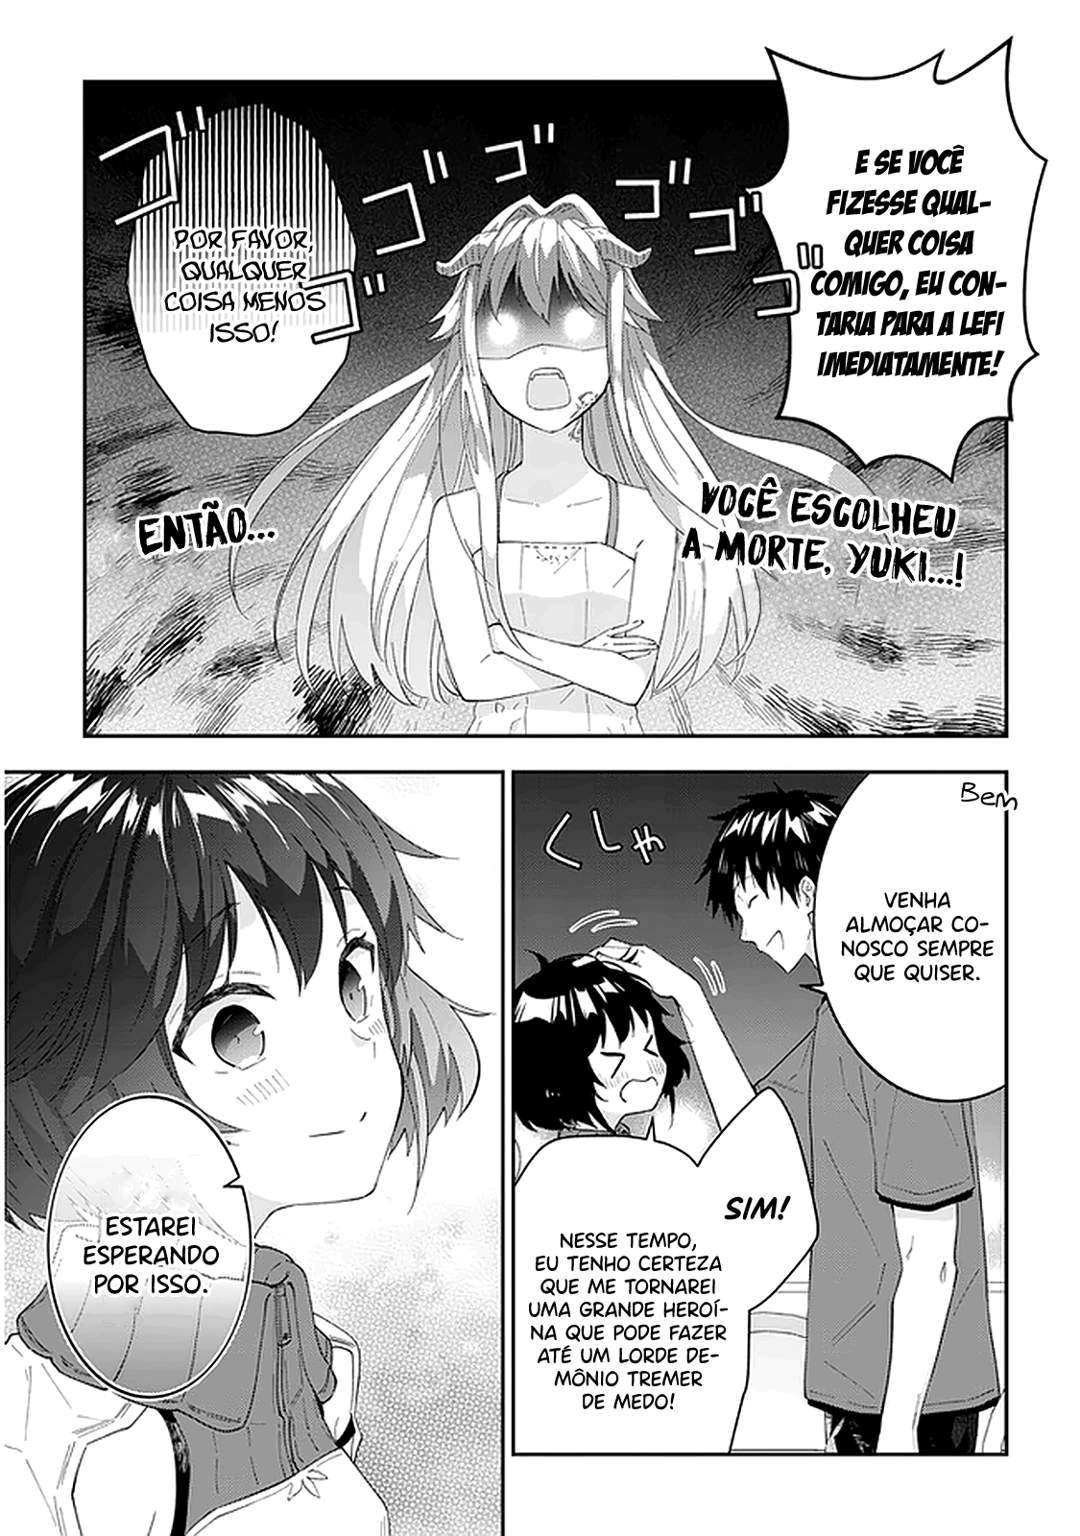 E SE VOCÊ
FIZESSE QUAL-
QUER COISA
COMIGO, EU CON-
TARIA PARA A LEFI
IMEDIATAMENTE!
ゴゴゴゴゴゴ
POR FAVOR,
QUALQUER
COISA MENOS
ISSO!
ENTÃO...
VOCÊ ESCOLHEU
A MORTE, YUKI...!
Bem
VENHA
ALMOÇAR CO-
NOSCO SEMPRE
QUE QUISER.
くしゃ
SIM!
NESSE TEMPO,
EU TENHO CERTEZA
QUE ME TORNAREI
UMA GRANDE HEROÍ-
NA QUE PODE FAZER
ATÉ UM LORDE DE-
MÔNIO TREMER
DE MEDO!
ESTAREI
ESPERANDO
POR ISSO.